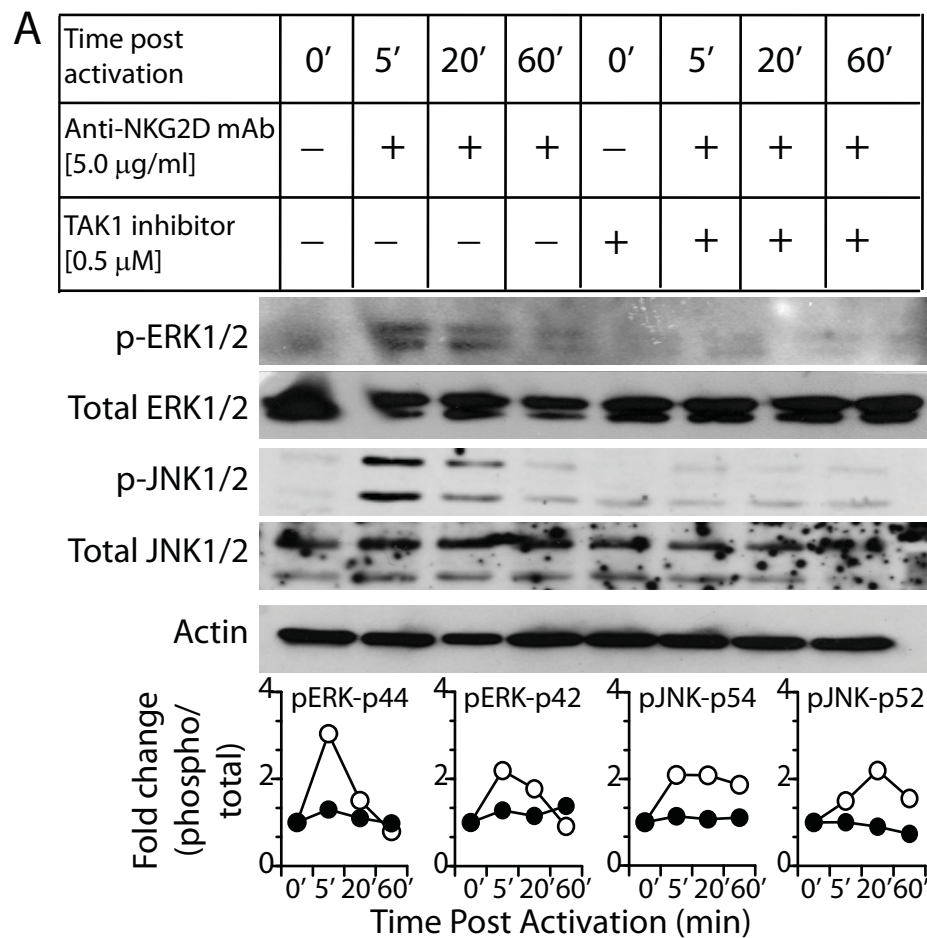 A
Time post activation 0′ 5′ 20′ 60′ 0′ 5′ 20′ 60′
Anti-NKG2D mAb [5.0 μg/ml] − + + + − + + +
TAK1 inhibitor [0.5 μM] − − − − + + + +
p-ERK1/2
Total ERK1/2
p-JNK1/2
Total JNK1/2
Actin
Fold change (phospho/ total)
4 pERK-p44 4 pERK-p42 4 pJNK-p54 4 pJNK-p52
2 2 2 2
0 0 0 0
0′ 5′ 20′ 60′ 0′ 5′ 20′ 60′ 0′ 5′ 20′ 60′ 0′ 5′ 20′ 60′
Time Post Activation (min)